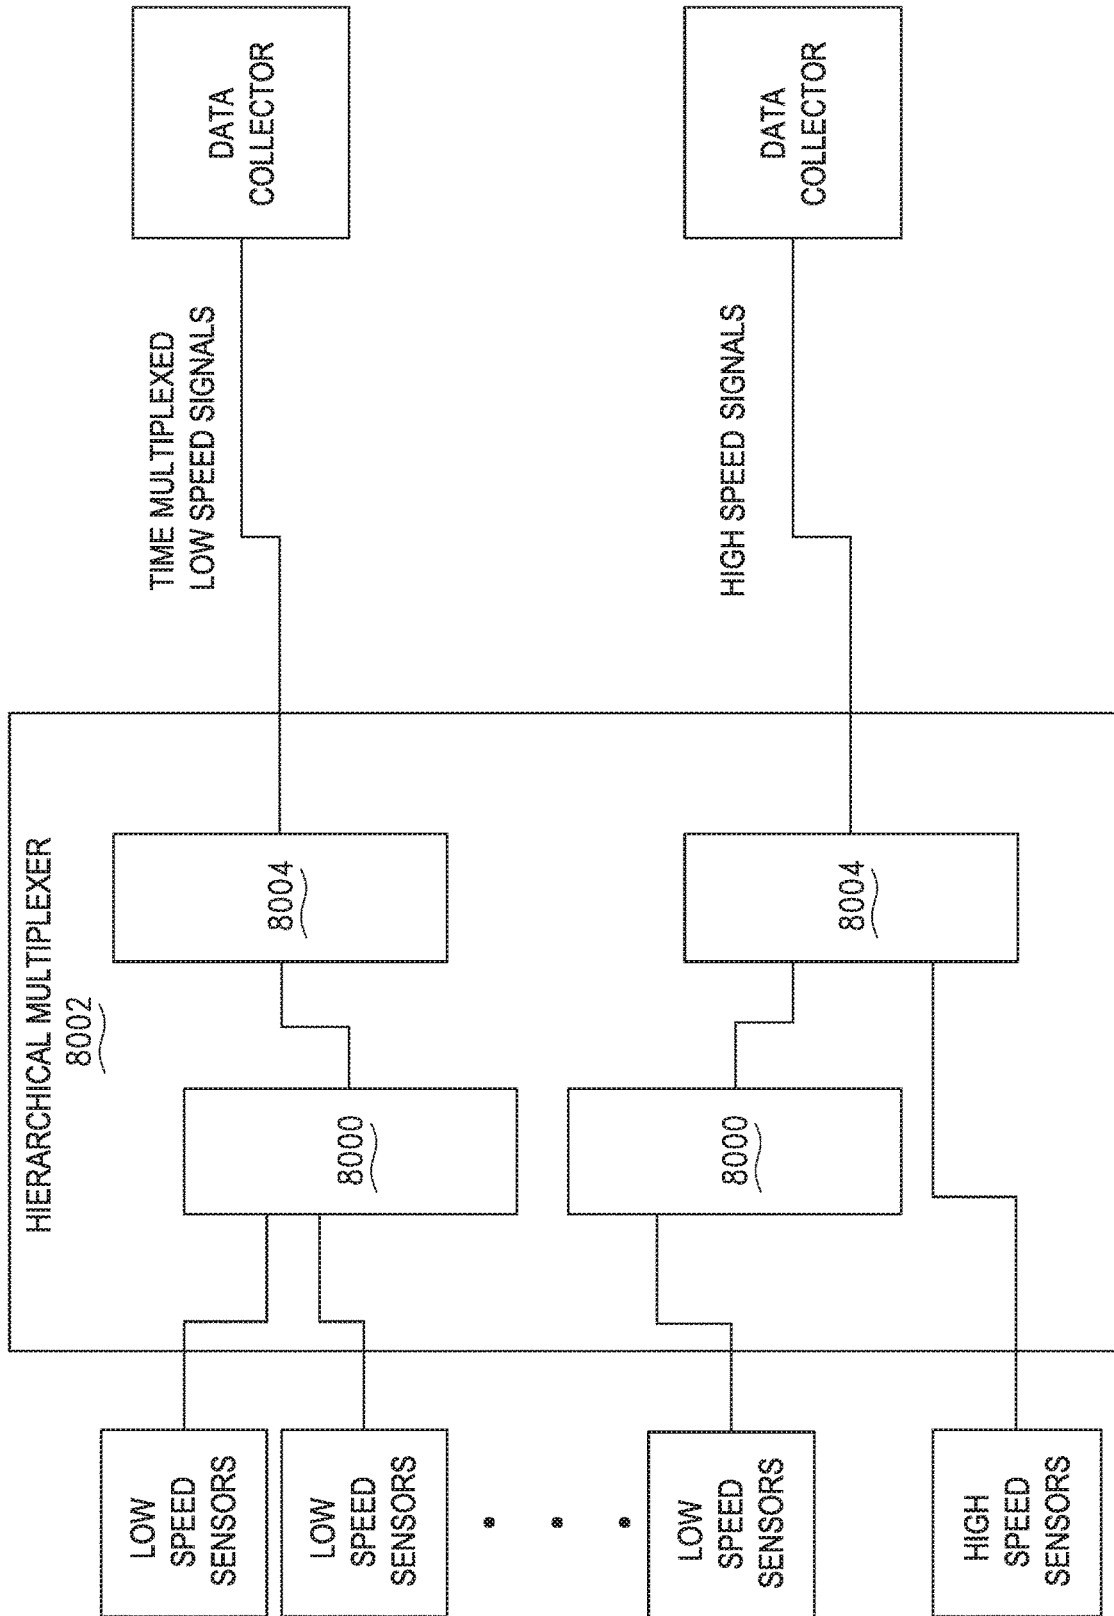 HIERARCHICAL MULTIPLEXER
8002
LOW
SPEED
SENSORS
LOW
SPEED
SENSORS
LOW
SPEED
SENSORS
HIGH
SPEED
SENSORS
8000
8000
8004
8004
TIME MULTIPLEXED
LOW SPEED SIGNALS
HIGH SPEED SIGNALS
DATA
COLLECTOR
DATA
COLLECTOR